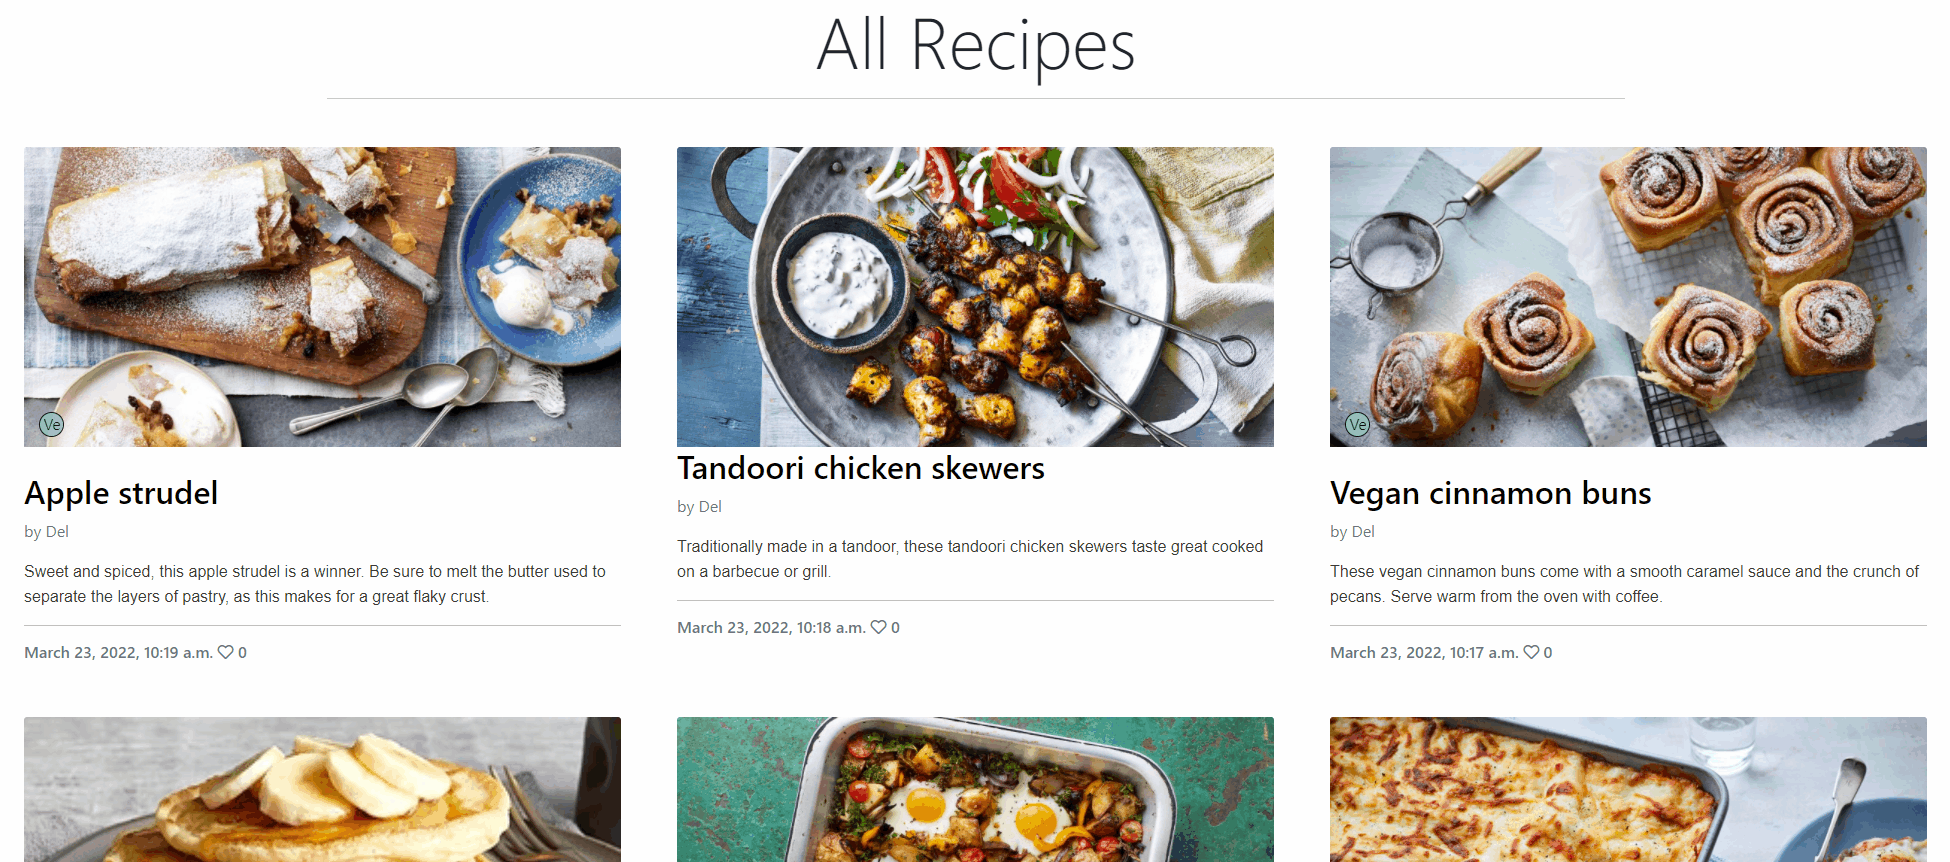 All Recipes
Ve
Apple strudel
by Del
Sweet and spiced, this apple strudel is a winner. Be sure to melt the butter used to
separate the layers of pastry, as this makes for a great flaky crust.
March 23, 2022, 10:19 a.m. 0
Tandoori chicken skewers
by Del
Traditionally made in a tandoor, these tandoori chicken skewers taste great cooked
on a barbecue or grill.
March 23, 2022, 10:18 a.m. 0
Ve
Vegan cinnamon buns
by Del
These vegan cinnamon buns come with a smooth caramel sauce and the crunch of
pecans. Serve warm from the oven with coffee.
March 23, 2022, 10:17 a.m. 0